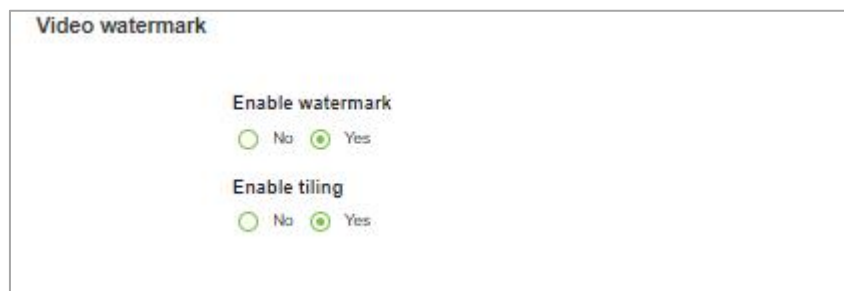 Video watermark
Enable watermark
No Yes
Enable tiling
No Yes